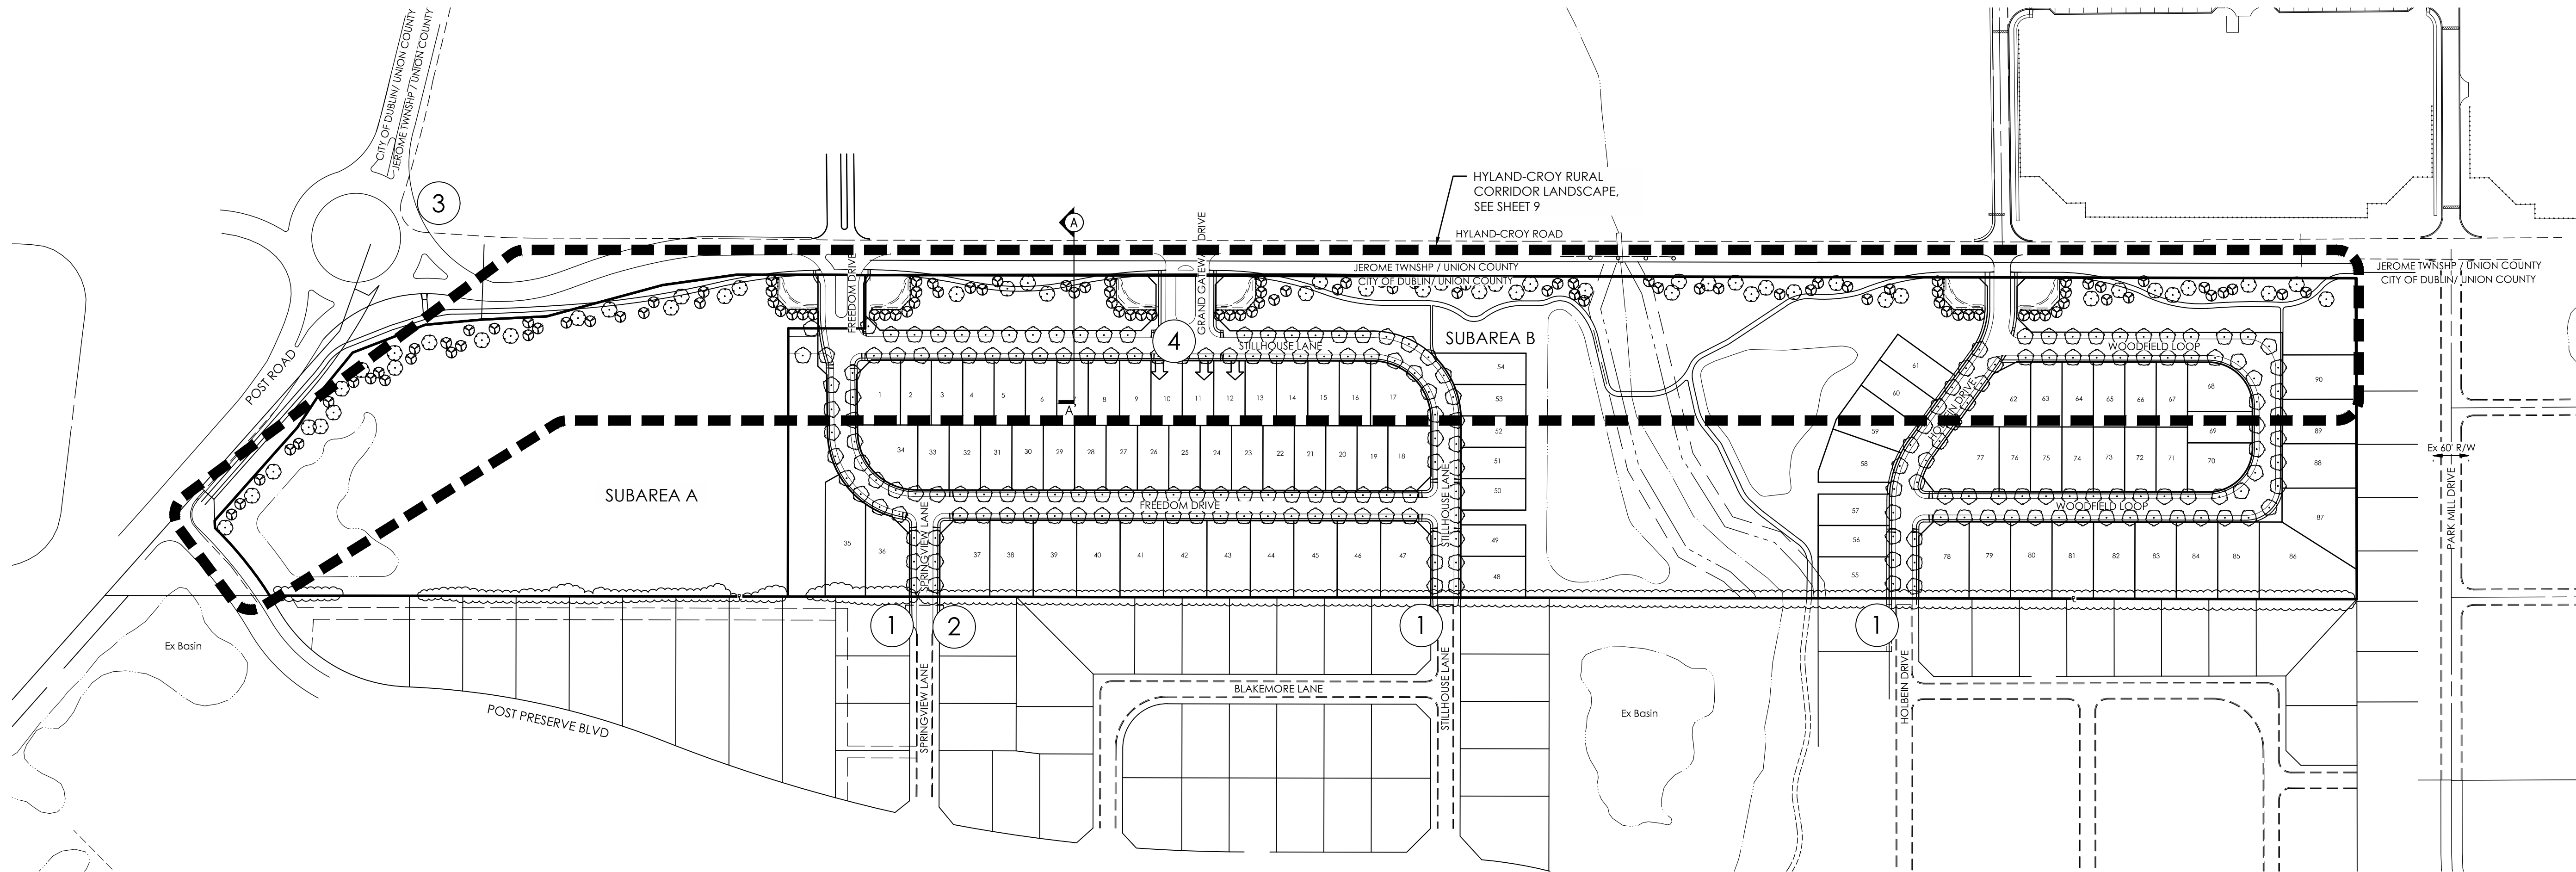 CITY OF DUBLIN/ UNION COUNTY
JEROME TWNSHP / UNION COUNTY
3
HYLAND-CROY RURAL
CORRIDOR LANDSCAPE,
SEE SHEET 9
A
HYLAND-CROY ROAD
JEROME TWNSHP / UNION COUNTY
CITY OF DUBLIN/ UNION COUNTY
JEROME TWNSHP / UNION COUNTY
CITY OF DUBLIN/ UNION COUNTY
FREEDOM DRIVE
GRAND GATEWAY DRIVE
4
STILLHOUSE LANE
SUBAREA B
WOODFIELD LOOP
POST ROAD
54
61
90
1
2
3
4
5
6
8
9
10
11
12
13
14
15
16
17
53
60
62
63
64
65
66
67
68
A'
52
59
69
89
34
33
32
31
30
29
28
27
26
25
24
23
22
21
20
19
18
51
58
77
76
75
74
73
72
71
70
88
Ex 60' R/W
SUBAREA A
50
FREEDOM DRIVE
57
WOODFIELD LOOP
87
STILLHOUSE LANE
PARK MILL DRIVE
35
36
SPRINGVIEW LANE
37
38
39
40
41
42
43
44
45
46
47
49
48
56
55
78
79
80
81
82
83
84
85
86
1
2
1
1
Ex Basin
BLAKEMORE LANE
SPRINGVIEW LANE
STILLHOUSE LANE
HOLBEIN DRIVE
Ex Basin
POST PRESERVE BLVD